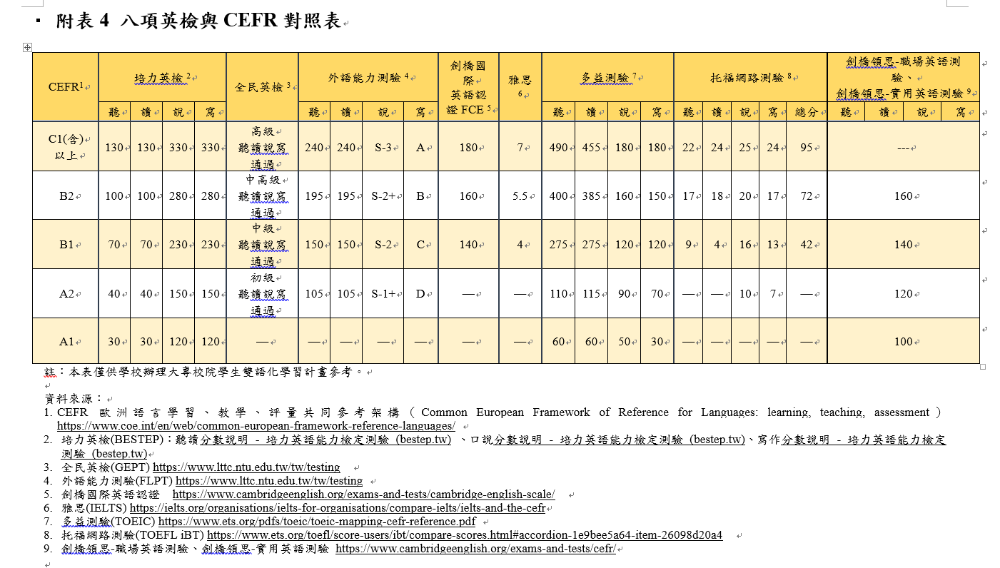 ▪ 附表 4 八項英檢與 CEFR 對照表
CEFR1 培力英檢 2 全民英檢 3 外語能力測驗 4 劍橋國際英語認證 FCE 5 雅思 6 多益測驗 7 托福網路測驗 8 劍橋領思-職場英語測驗、劍橋領思-實用英語測驗 9
聽 讀 說 寫 聽 讀 說 寫 聽 讀 說 寫 聽 讀 說 寫 總分 聽 讀 說 寫
C1(含)以上 130 130 330 330 高級聽讀說寫通過 240 240 S-3 A 180 7 490 455 180 180 22 24 25 24 95 ---
B2 100 100 280 280 中高級聽讀說寫通過 195 195 S-2+ B 160 5.5 400 385 160 150 17 18 20 17 72 160
B1 70 70 230 230 中級聽讀說寫通過 150 150 S-2 C 140 4 275 275 120 120 9 4 16 13 42 140
A2 40 40 150 150 初級聽讀說寫通過 105 105 S-1+ D — — 110 115 90 70 — — 10 7 — 120
A1 30 30 120 120 — — — — — — — 60 60 50 30 — — — — — 100
註：本表僅供學校辦理大專校院學生雙語化學習計畫參考。
資料來源：
1. CEFR 歐洲語言學習、教學、評量共同參考架構（Common European Framework of Reference for Languages: learning, teaching, assessment）
https://www.coe.int/en/web/common-european-framework-reference-languages/
2. 培力英檢(BESTEP)：聽讀分數說明 - 培力英語能力檢定測驗 (bestep.tw) 、口說分數說明 - 培力英語能力檢定測驗 (bestep.tw)、寫作分數說明 - 培力英語能力檢定
測驗 (bestep.tw)
3. 全民英檢(GEPT) https://www.lttc.ntu.edu.tw/tw/testing
4. 外語能力測驗(FLPT) https://www.lttc.ntu.edu.tw/tw/testing
5. 劍橋國際英語認證 https://www.cambridgeenglish.org/exams-and-tests/cambridge-english-scale/
6. 雅思(IELTS) https://ielts.org/organisations/ielts-for-organisations/compare-ielts/ielts-and-the-cefr
7. 多益測驗(TOEIC) https://www.ets.org/pdfs/toeic/toeic-mapping-cefr-reference.pdf
8. 托福網路測驗(TOEFL iBT) https://www.ets.org/toefl/score-users/ibt/compare-scores.html#accordion-1e9bee5a64-item-26098d20a4
9. 劍橋領思-職場英語測驗、劍橋領思-實用英語測驗 https://www.cambridgeenglish.org/exams-and-tests/cefr/